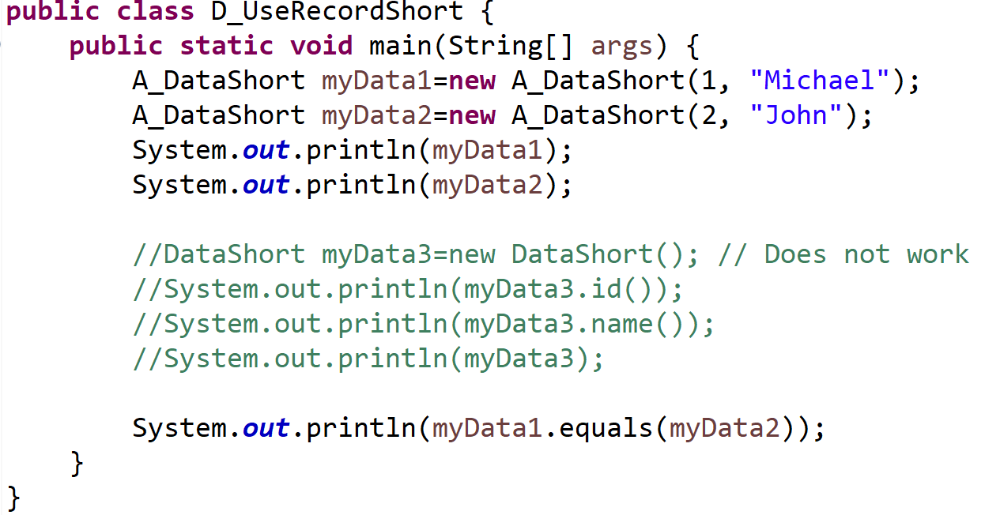 public class D_UseRecordShort {
    public static void main(String[] args) {
        A_DataShort myData1=new A_DataShort(1, "Michael");
        A_DataShort myData2=new A_DataShort(2, "John");
        System.out.println(myData1);
        System.out.println(myData2);

        //DataShort myData3=new DataShort(); // Does not work
        //System.out.println(myData3.id());
        //System.out.println(myData3.name());
        //System.out.println(myData3);

        System.out.println(myData1.equals(myData2));
    }
}